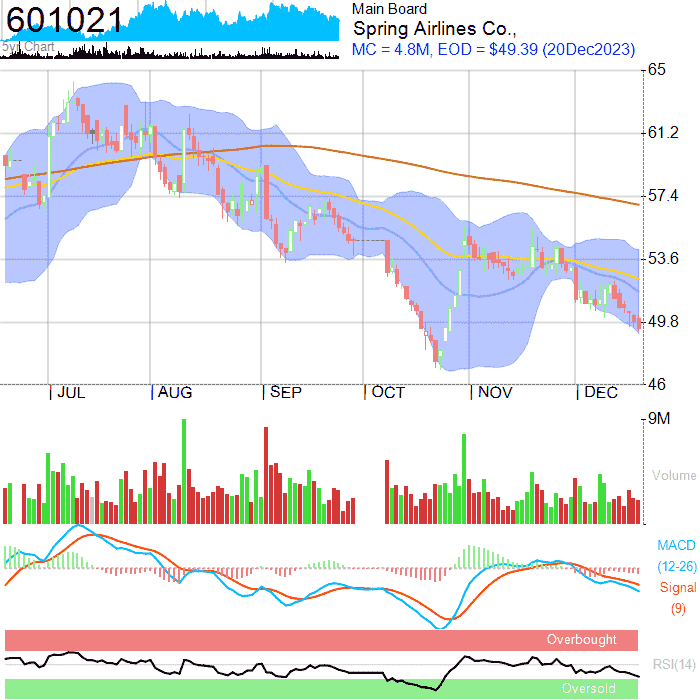 601021
5yr Chart
Main Board
Spring Airlines Co.,
MC = 4.8M, EOD = $49.39 (20Dec2023)
65
61.2
57.4
53.6
49.8
46
JUL AUG SEP OCT NOV DEC
9M
Volume
MACD
(12-26)
Signal
(9)
Overbought
RSI(14)
Oversold